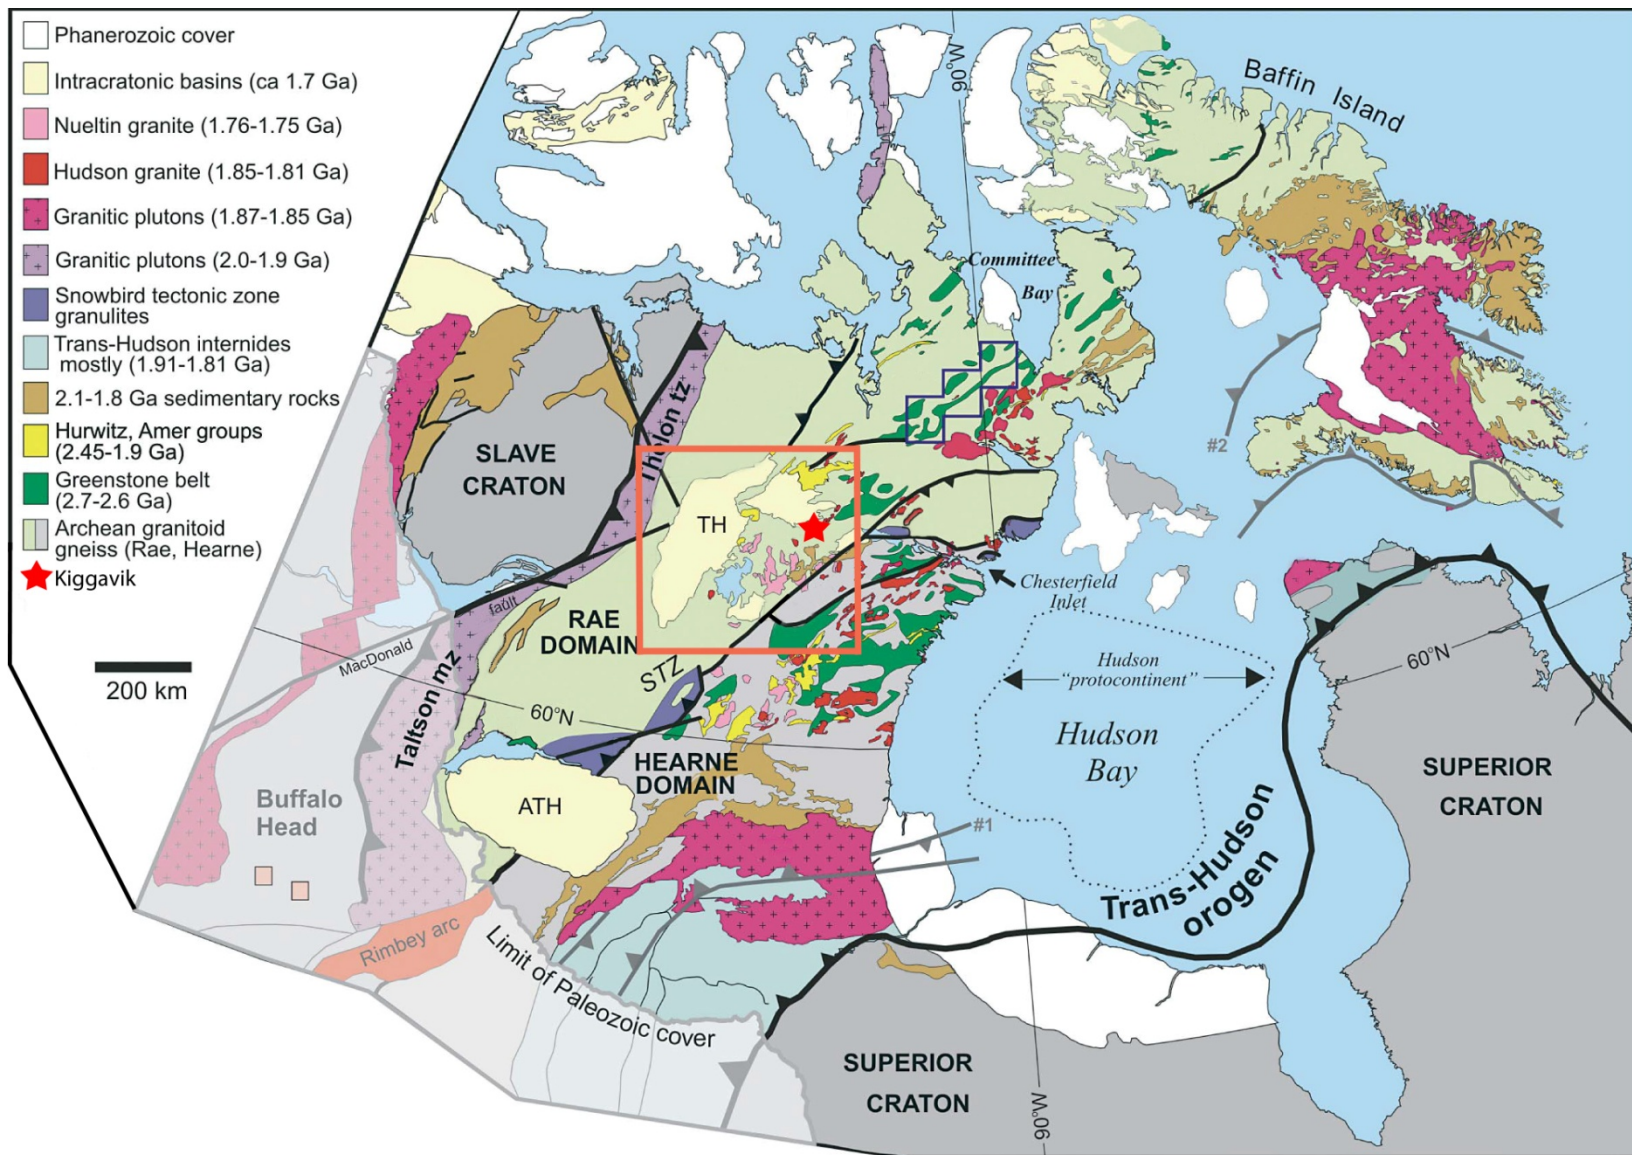 Phanerozoic cover
Intracratonic basins (ca 1.7 Ga)
Nueltin granite (1.76-1.75 Ga)
Hudson granite (1.85-1.81 Ga)
Granitic plutons (1.87-1.85 Ga)
Granitic plutons (2.0-1.9 Ga)
Snowbird tectonic zone
granulites
Trans-Hudson internides
mostly (1.91-1.81 Ga)
2.1-1.8 Ga sedimentary rocks
Hurwitz, Amer groups
(2.45-1.9 Ga)
Greenstone belt
(2.7-2.6 Ga)
Archean granitoid
gneiss (Rae, Hearne)
Kiggavik
200 km
90°W
Baffin Island
Committee
Bay
SLAVE
CRATON
Thelon tz
TH
#2
Chesterfield
Inlet
fault
MacDonald
RAE
DOMAIN
STZ
60°N
Taltson mz
Hudson
"protocontinent"
60°N
Hudson
Bay
HEARNE
DOMAIN
ATH
Buffalo
Head
#1
SUPERIOR
CRATON
Trans-Hudson
orogen
Rimbey arc
Limit of Paleozoic cover
SUPERIOR
CRATON
90°W